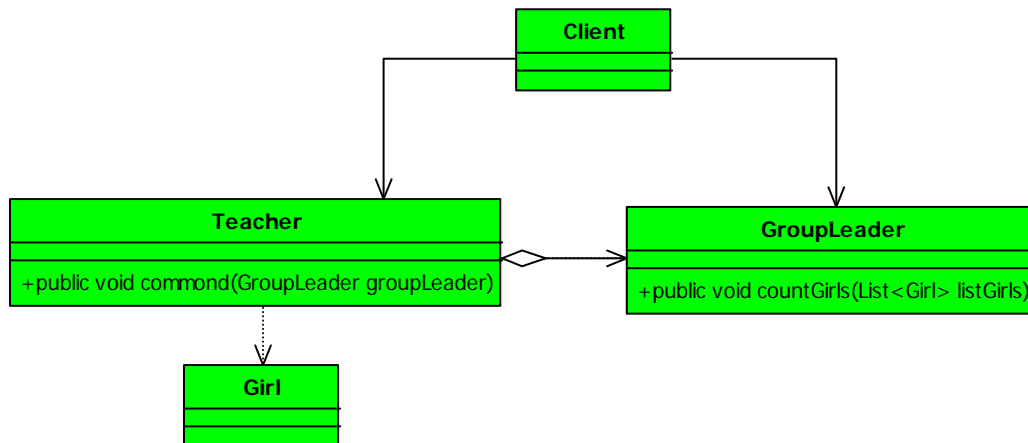 Client
Teacher
+public void commond(GroupLeader groupLeader)
GroupLeader
+public void countGirls(List<Girl> listGirls)
Girl